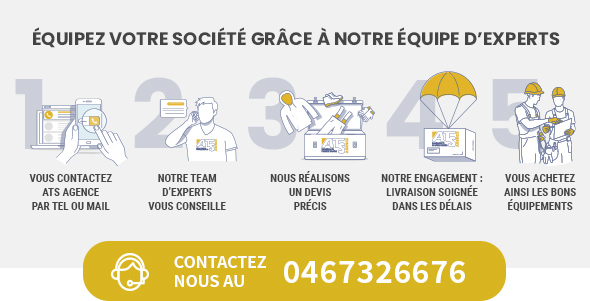 ÉQUIPEZ VOTRE SOCIÉTÉ GRÂCE À NOTRE ÉQUIPE D'EXPERTS
1
VOUS CONTACTEZ
ATS AGENCE
PAR TEL OU MAIL
2
NOTRE TEAM
D'EXPERTS
VOUS CONSEILLE
3
NOUS RÉALISONS
UN DEVIS
PRÉCIS
4
NOTRE ENGAGEMENT :
LIVRAISON SOIGNÉE
DANS LES DÉLAIS
5
VOUS ACHETEZ
AINSI LES BONS
ÉQUIPEMENTS
CONTACTEZ
NOUS AU
0467326676